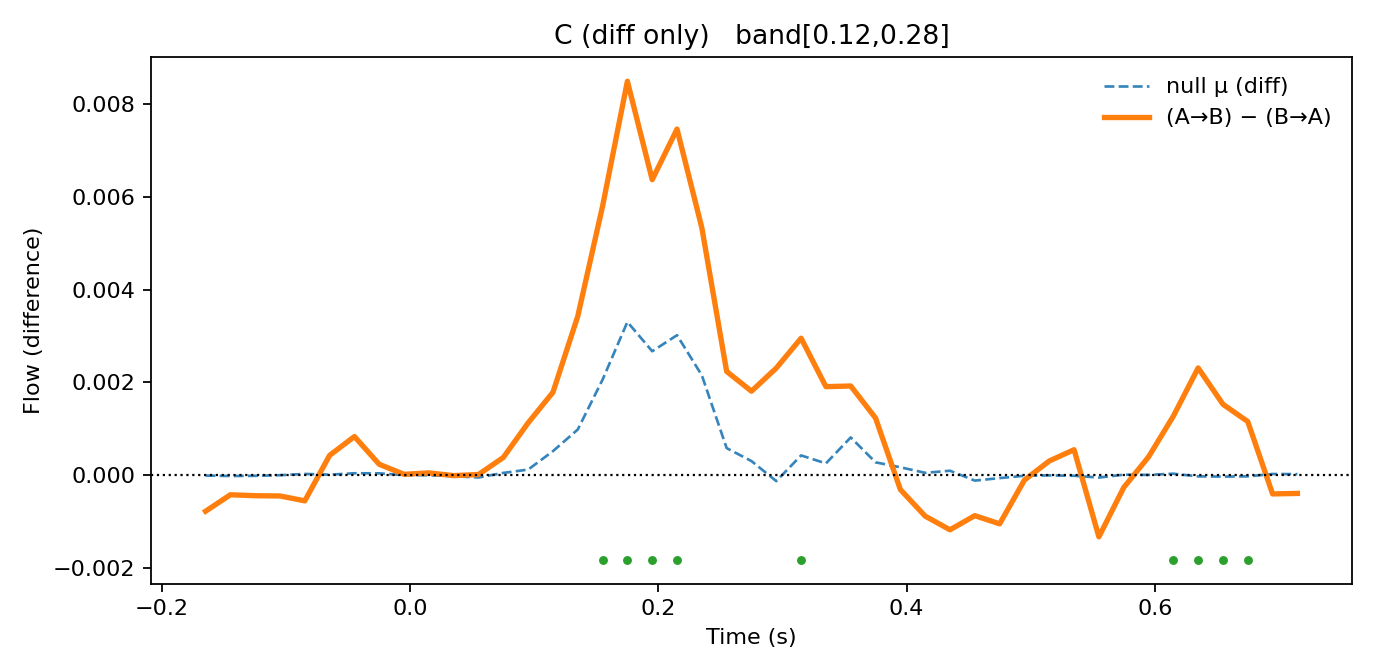 C (diff only)   band[0.12,0.28]
null μ (diff)
(A→B) − (B→A)
Flow (difference)
0.008
0.006
0.004
0.002
0.000
−0.002
−0.2
0.0
0.2
0.4
0.6
Time (s)